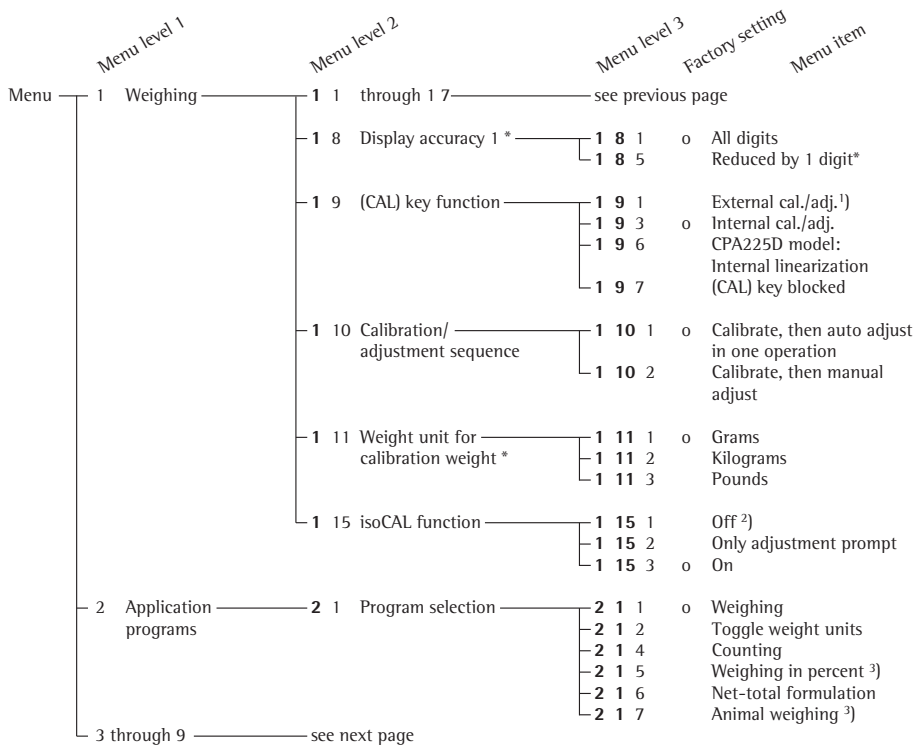 Menu level 1 Menu level 2 Menu level 3 Factory setting Menu item
Menu 1 Weighing 1 1 through 1 7 see previous page
1 8 Display accuracy 1 * 1 8 1 o All digits
1 8 5 Reduced by 1 digit*
1 9 (CAL) key function 1 9 1 External cal./adj.1)
1 9 3 o Internal cal./adj.
1 9 6 CPA225D model:
Internal linearization
1 9 7 (CAL) key blocked
1 10 Calibration/ 1 10 1 o Calibrate, then auto adjust
adjustment sequence in one operation
1 10 2 Calibrate, then manual
adjust
1 11 Weight unit for 1 11 1 o Grams
calibration weight * 1 11 2 Kilograms
1 11 3 Pounds
1 15 isoCAL function 1 15 1 Off 2)
1 15 2 Only adjustment prompt
1 15 3 o On
2 Application 2 1 Program selection 2 1 1 o Weighing
programs 2 1 2 Toggle weight units
2 1 4 Counting
2 1 5 Weighing in percent 3)
2 1 6 Net-total formulation
2 1 7 Animal weighing 3)
3 through 9 see next page